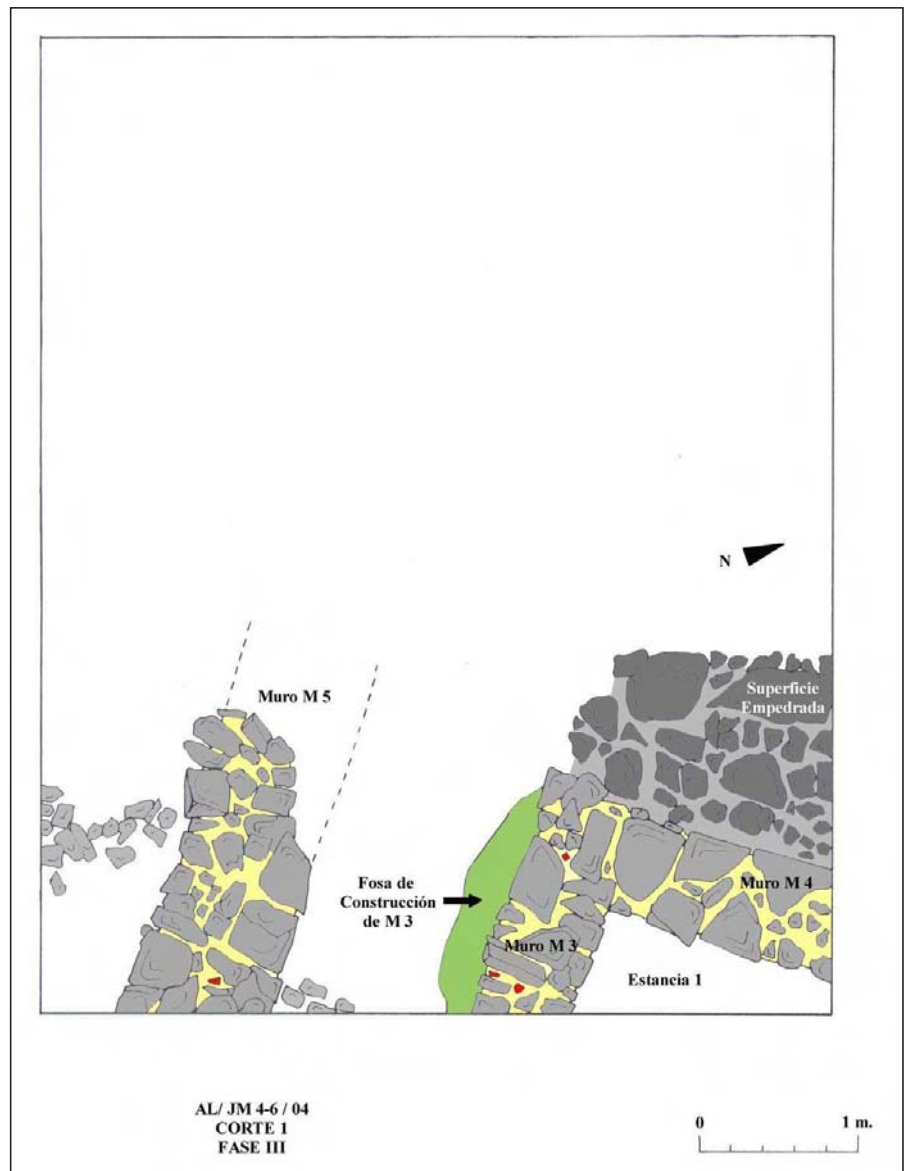 N
Muro M 5
Superficie
Empedrada
Muro M 4
Fosa de
Construcción
de M 3
Muro M 3
Estancia 1
AL/ JM 4-6 / 04
CORTE 1
FASE III
0 1 m.